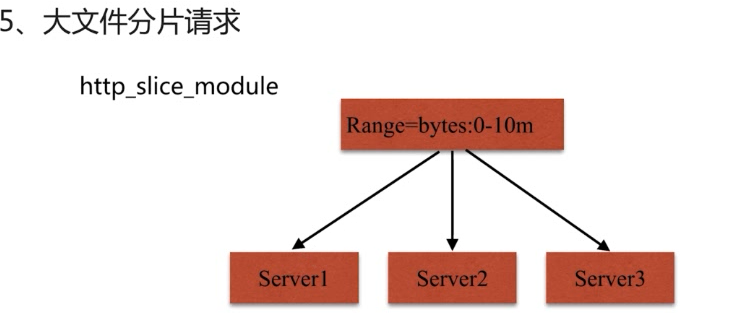 5、大文件分片请求
http_slice_module
Range=bytes:0-10m
Server1
Server2
Server3